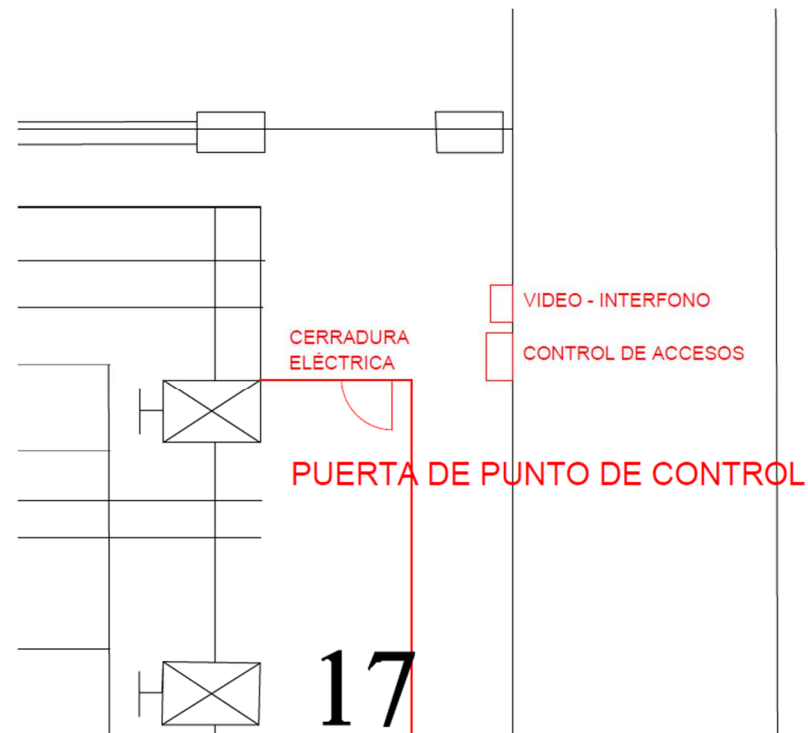 VIDEO - INTERFONO
CERRADURA
ELÉCTRICA
CONTROL DE ACCESOS
PUERTA DE PUNTO DE CONTROL
17